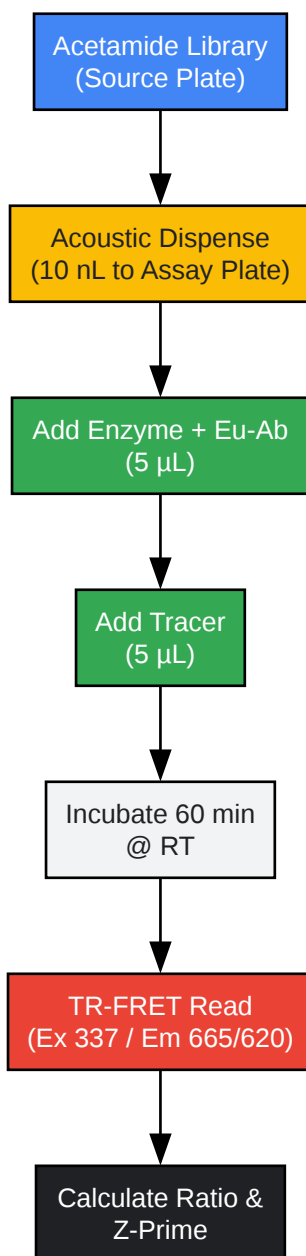 Acetamide Library
(Source Plate)
Acoustic Dispense
(10 nL to Assay Plate)
Add Enzyme + Eu-Ab
(5 µL)
Add Tracer
(5 µL)
Incubate 60 min
@ RT
TR-FRET Read
(Ex 337 / Em 665/620)
Calculate Ratio &
Z-Prime